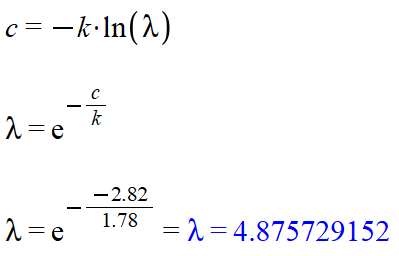 c = −k·ln(λ)
λ = e^(−c/k)
λ = e^(−(−2.82)/1.78) = λ = 4.875729152